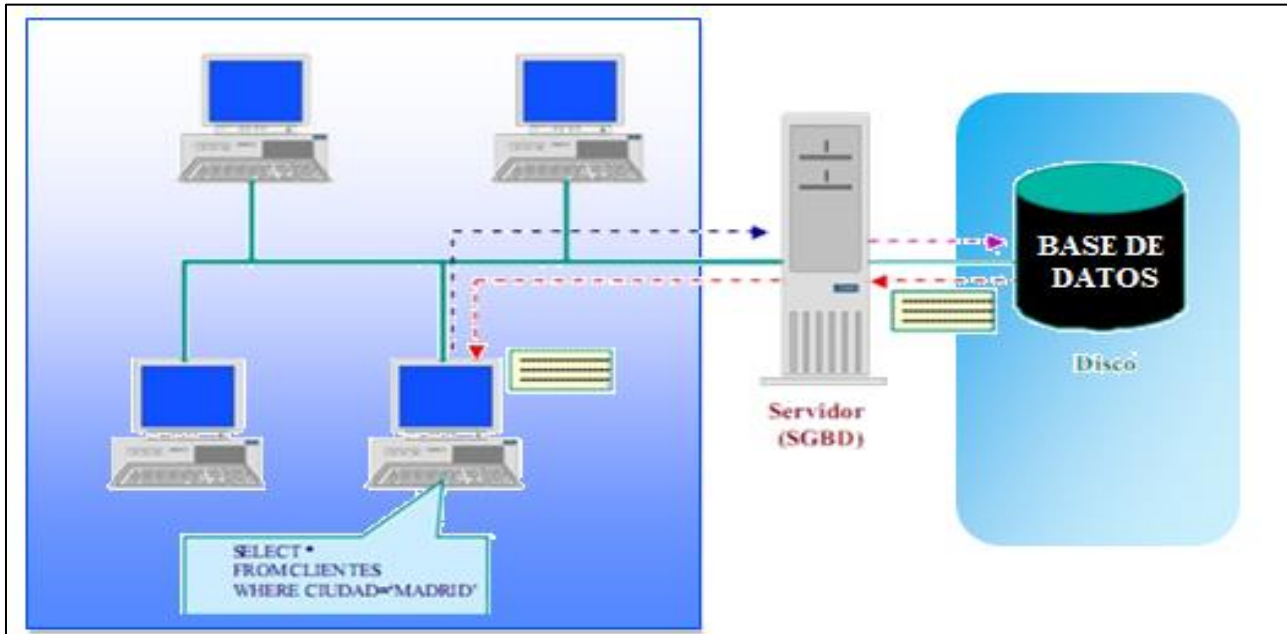 BASE DE
DATOS
Disco
Servidor
(SGBD)
SELECT *
FROM CLIENTES
WHERE CIUDAD='MADRID'